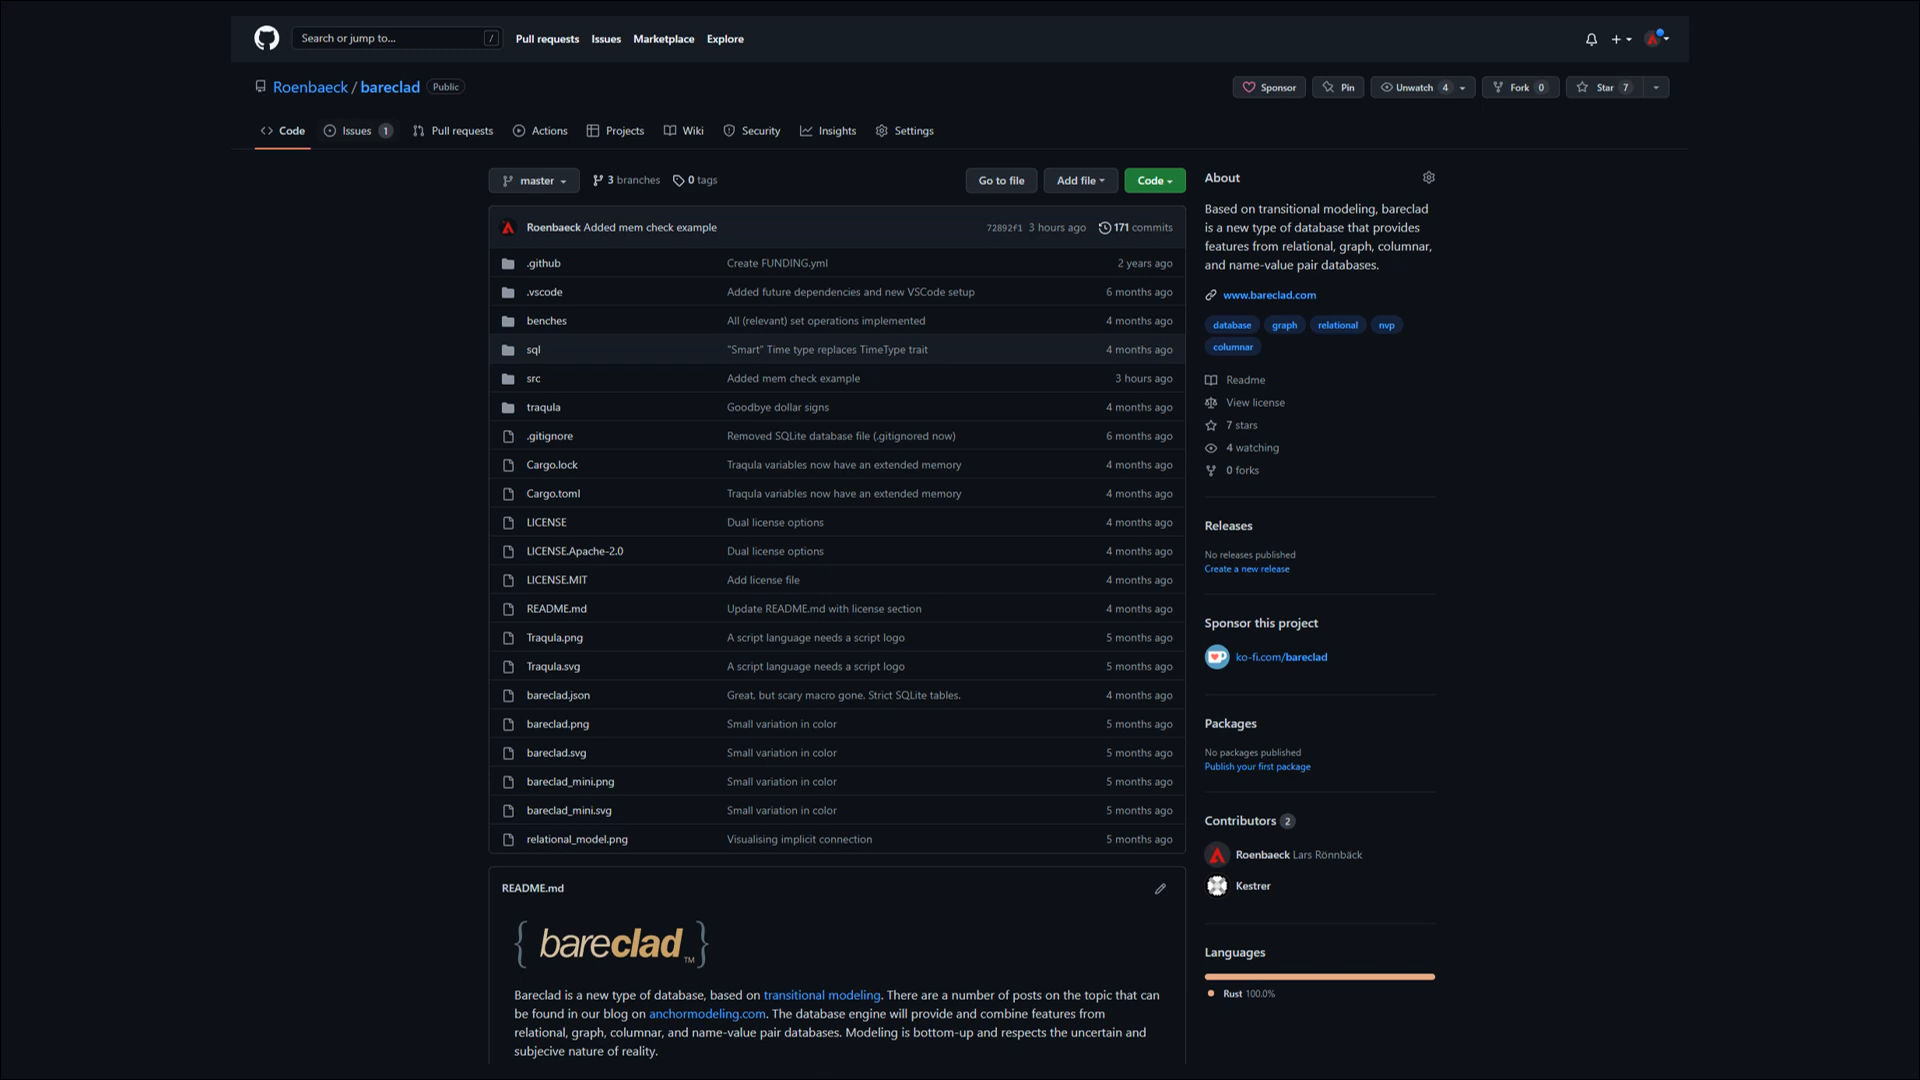 Search or jump to... /
Pull requests Issues Marketplace Explore
Roenbaeck / bareclad Public
Sponsor Pin Unwatch 4 Fork 0 Star 7
Code Issues 1 Pull requests Actions Projects Wiki Security Insights Settings
master 3 branches 0 tags Go to file Add file Code
Roenbaeck Added mem check example 72892f1 3 hours ago 171 commits
.github Create FUNDING.yml 2 years ago
.vscode Added future dependencies and new VSCode setup 6 months ago
benches All (relevant) set operations implemented 4 months ago
sql "Smart" Time type replaces TimeType trait 4 months ago
src Added mem check example 3 hours ago
traqula Goodbye dollar signs 4 months ago
.gitignore Removed SQLite database file (.gitignored now) 6 months ago
Cargo.lock Traqula variables now have an extended memory 4 months ago
Cargo.toml Traqula variables now have an extended memory 4 months ago
LICENSE Dual license options 4 months ago
LICENSE.Apache-2.0 Dual license options 4 months ago
LICENSE.MIT Add license file 4 months ago
README.md Update README.md with license section 4 months ago
Traqula.png A script language needs a script logo 5 months ago
Traqula.svg A script language needs a script logo 5 months ago
bareclad.json Great, but scary macro gone. Strict SQLite tables. 4 months ago
bareclad.png Small variation in color 5 months ago
bareclad.svg Small variation in color 5 months ago
bareclad_mini.png Small variation in color 5 months ago
bareclad_mini.svg Small variation in color 5 months ago
relational_model.png Visualising implicit connection 5 months ago
README.md
{ bareclad TM }
Bareclad is a new type of database, based on transitional modeling. There are a number of posts on the topic that can
be found in our blog on anchormodeling.com. The database engine will provide and combine features from
relational, graph, columnar, and name-value pair databases. Modeling is bottom-up and respects the uncertain and
subjecive nature of reality.
About
Based on transitional modeling, bareclad
is a new type of database that provides
features from relational, graph, columnar,
and name-value pair databases.
www.bareclad.com
database graph relational nvp
columnar
Readme
View license
7 stars
4 watching
0 forks
Releases
No releases published
Create a new release
Sponsor this project
ko-fi.com/bareclad
Packages
No packages published
Publish your first package
Contributors 2
Roenbaeck Lars Rönnbäck
Kestrer
Languages
Rust 100.0%